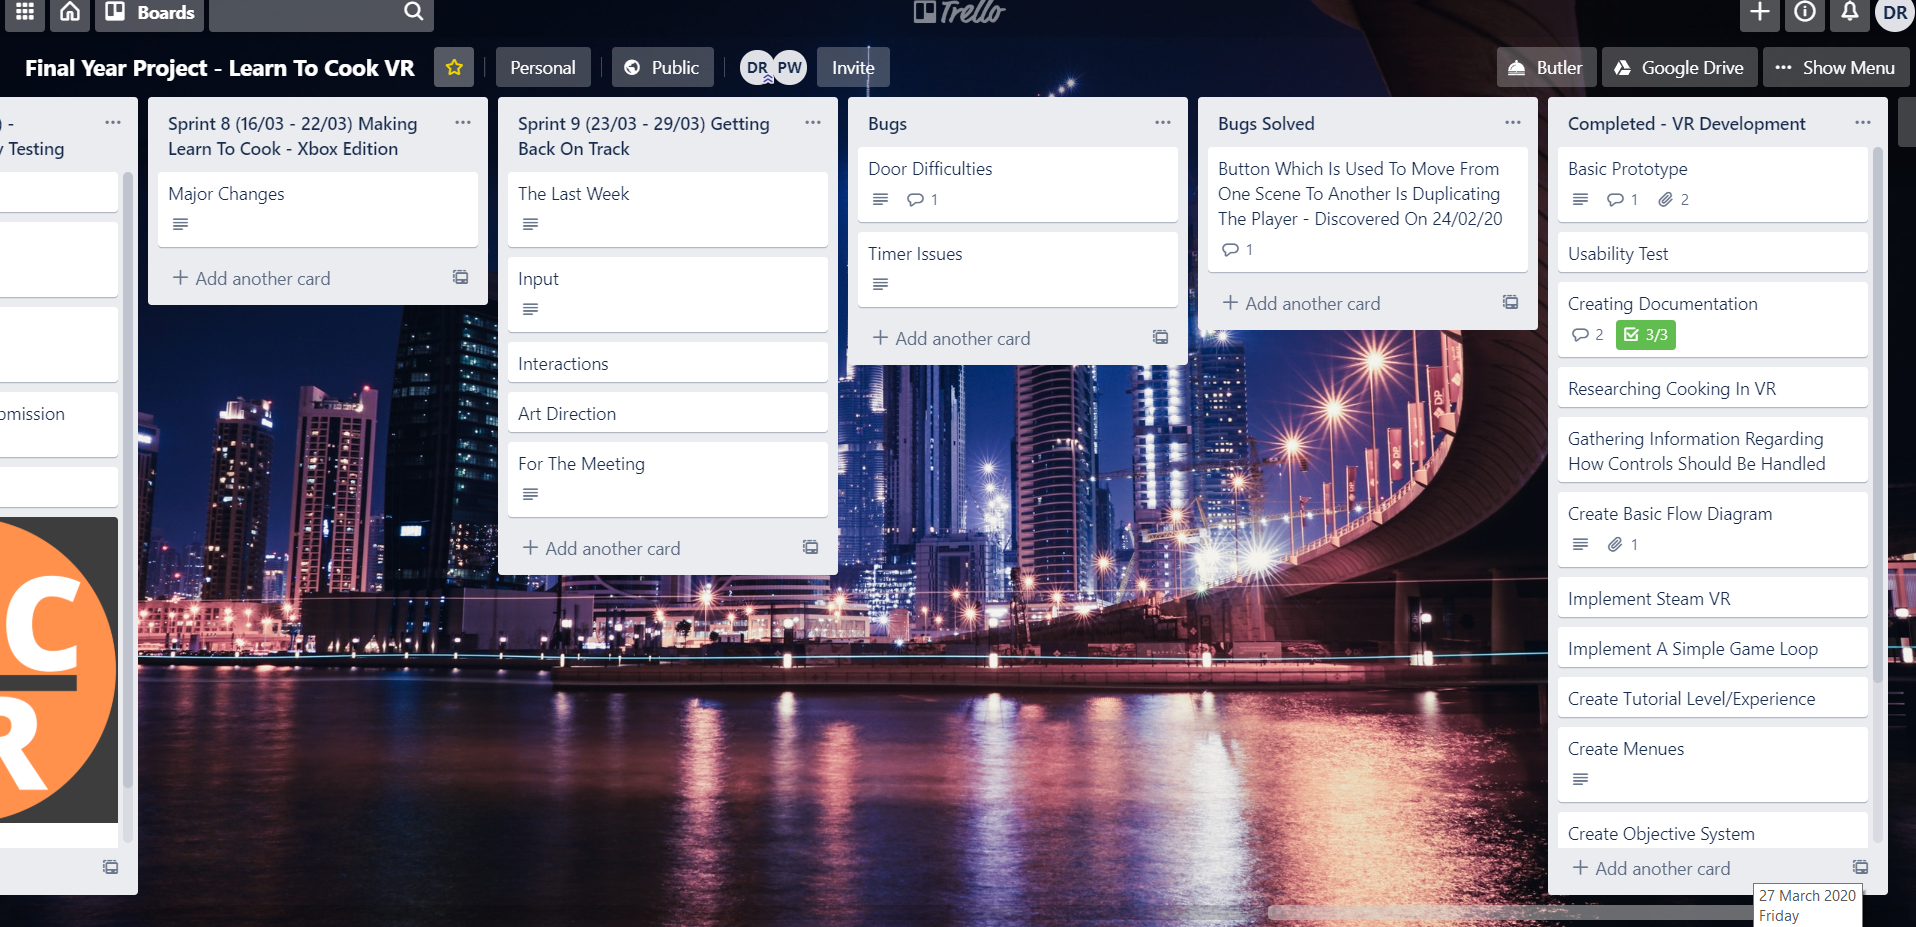 Boards
Trello
DR
Final Year Project - Learn To Cook VR
Personal
Public
DR
PW
Invite
Butler
Google Drive
Show Menu
) -
Testing
omission
C
R
Sprint 8 (16/03 - 22/03) Making
Learn To Cook - Xbox Edition
Major Changes
Add another card
Sprint 9 (23/03 - 29/03) Getting
Back On Track
The Last Week
Input
Interactions
Art Direction
For The Meeting
Add another card
Bugs
Door Difficulties
1
Timer Issues
Add another card
Bugs Solved
Button Which Is Used To Move From
One Scene To Another Is Duplicating
The Player - Discovered On 24/02/20
1
Add another card
Completed - VR Development
Basic Prototype
1 2
Usability Test
Creating Documentation
2 3/3
Researching Cooking In VR
Gathering Information Regarding
How Controls Should Be Handled
Create Basic Flow Diagram
1
Implement Steam VR
Implement A Simple Game Loop
Create Tutorial Level/Experience
Create Menues
Create Objective System
Add another card
27 March 2020
Friday